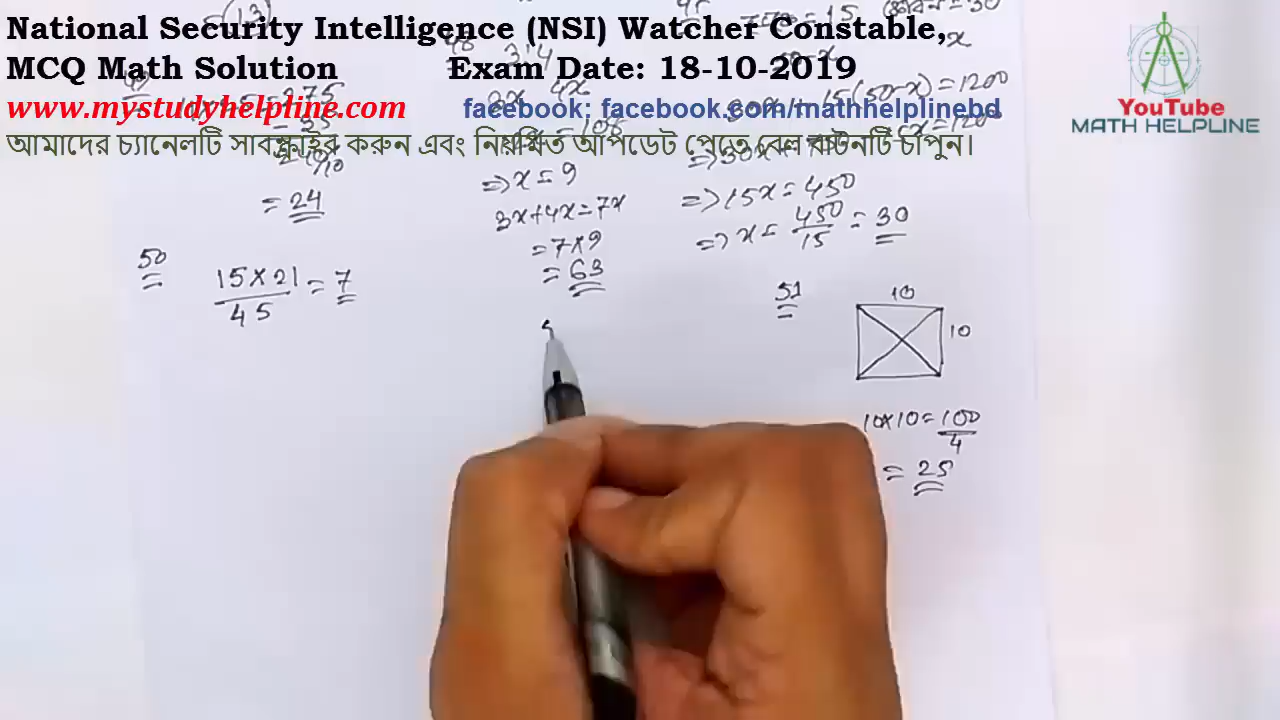 National Security Intelligence (NSI) Watcher Constable,
MCQ Math Solution Exam Date: 18-10-2019
www.mystudyhelpline.com facebook; facebook.com/mathhelplinebd
আমাদের চ্যানেলটি সাবস্ক্রাইব করুন এবং নিয়মিত আপডেট পেতে বেল বাটনটি চাপুন।
YouTube
MATH HELPLINE
= 24
50
15×21/45 = 7
=> x = 9
3x+4x=7x
= 7×9
= 63
=> 15x = 450
=> x = 450/15 = 30
51
10
10
10×10=100/4
= 25